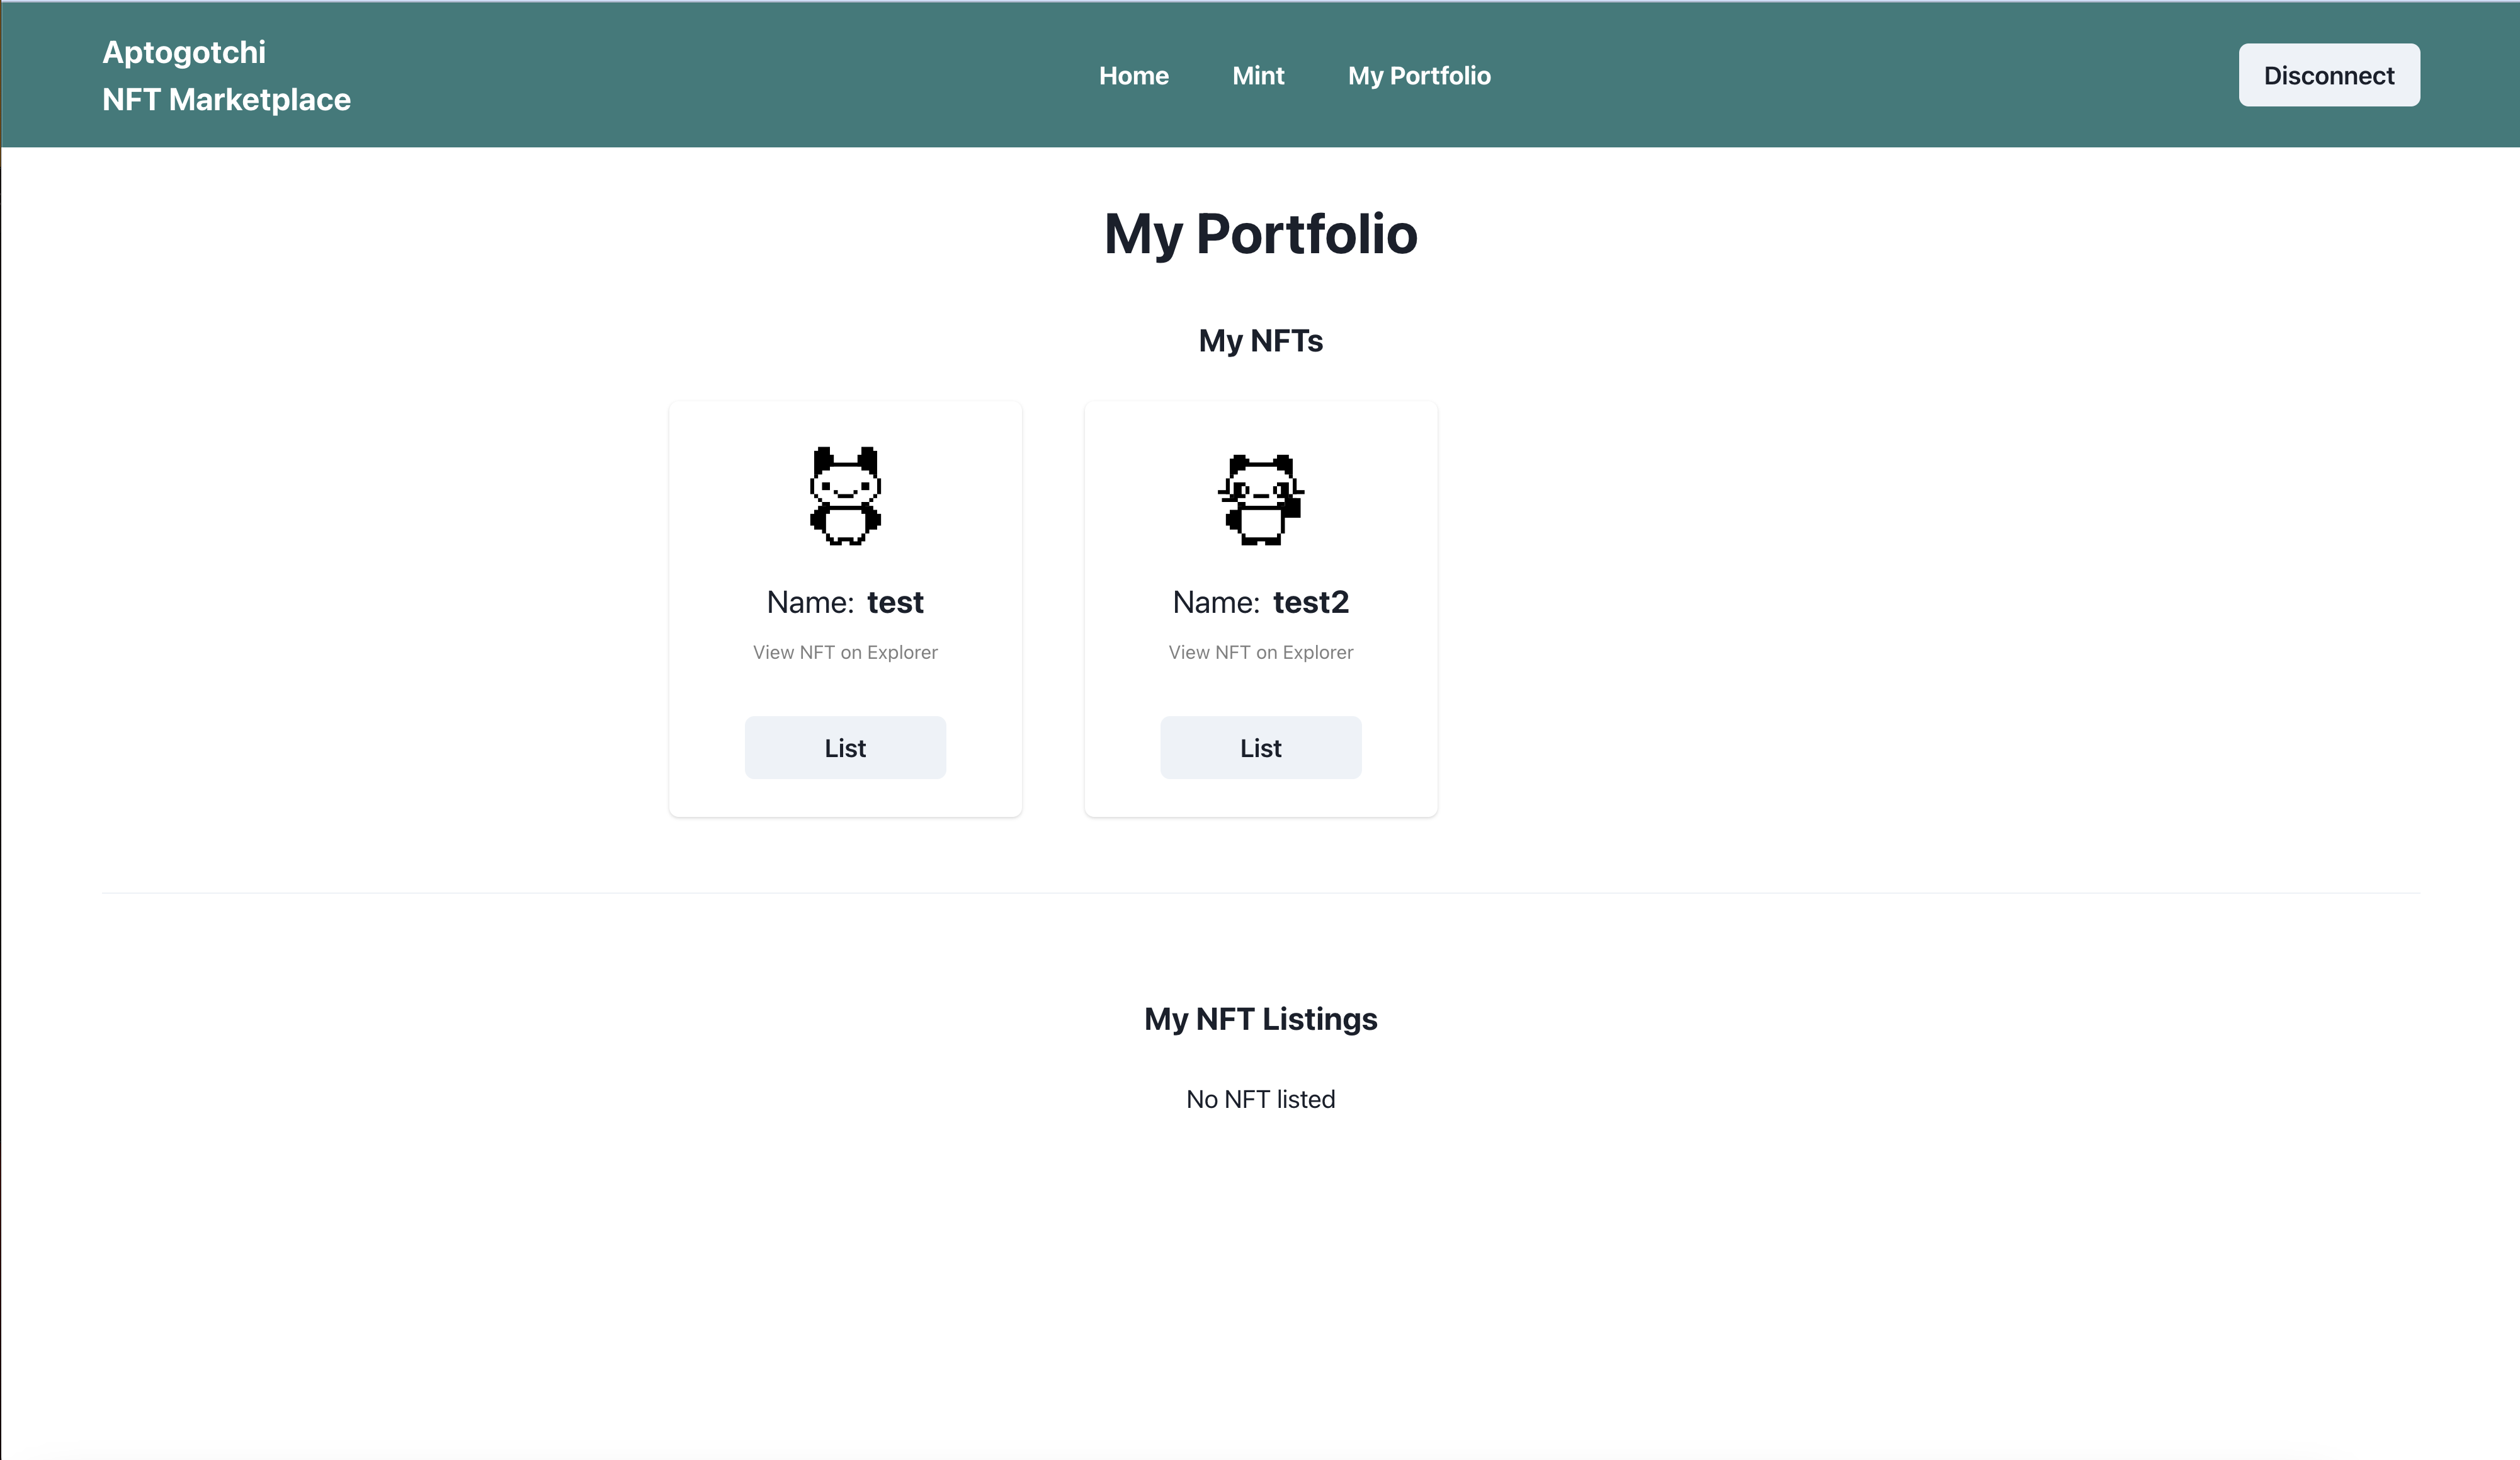 Aptogotchi
NFT Marketplace
Home Mint My Portfolio
Disconnect
My Portfolio
My NFTs
Name: test
View NFT on Explorer
List
Name: test2
View NFT on Explorer
List
My NFT Listings
No NFT listed